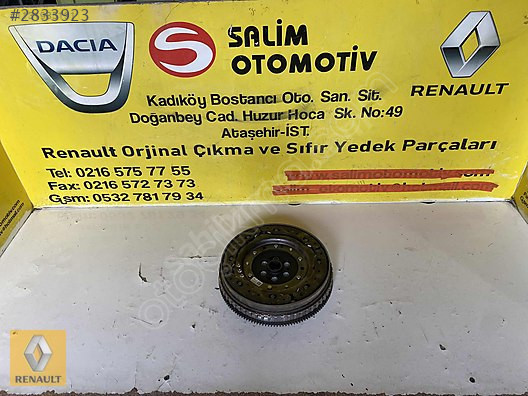 #2833923
DACIA
SALİM
OTOMOTİV
RENAULT
Kadıköy Bostancı Oto. San. Sit.
Doğanbey Cad. Huzur Hoca Sk. No:49
Ataşehir-İST.
Renault Orjinal Çıkma ve Sıfır Yedek Parçaları
Tel: 0216 575 77 55
Fax: 0216 572 73 73
Gsm: 0532 781 79 34
RENAULT